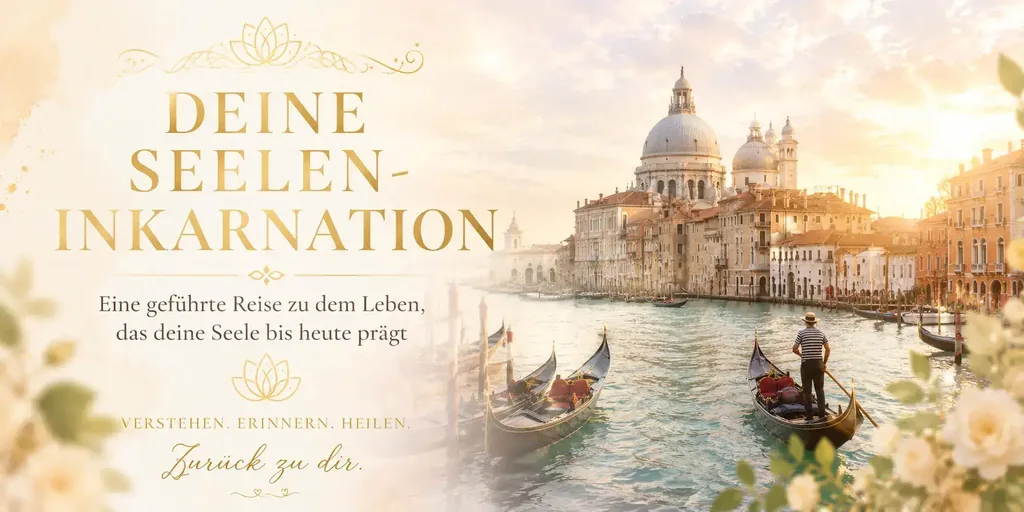 DEINE
SEELEN-
INKARNATION
Eine geführte Reise zu dem Leben,
das deine Seele bis heute prägt
VERSTEHEN. ERINNERN. HEILEN.
Zurück zu dir.